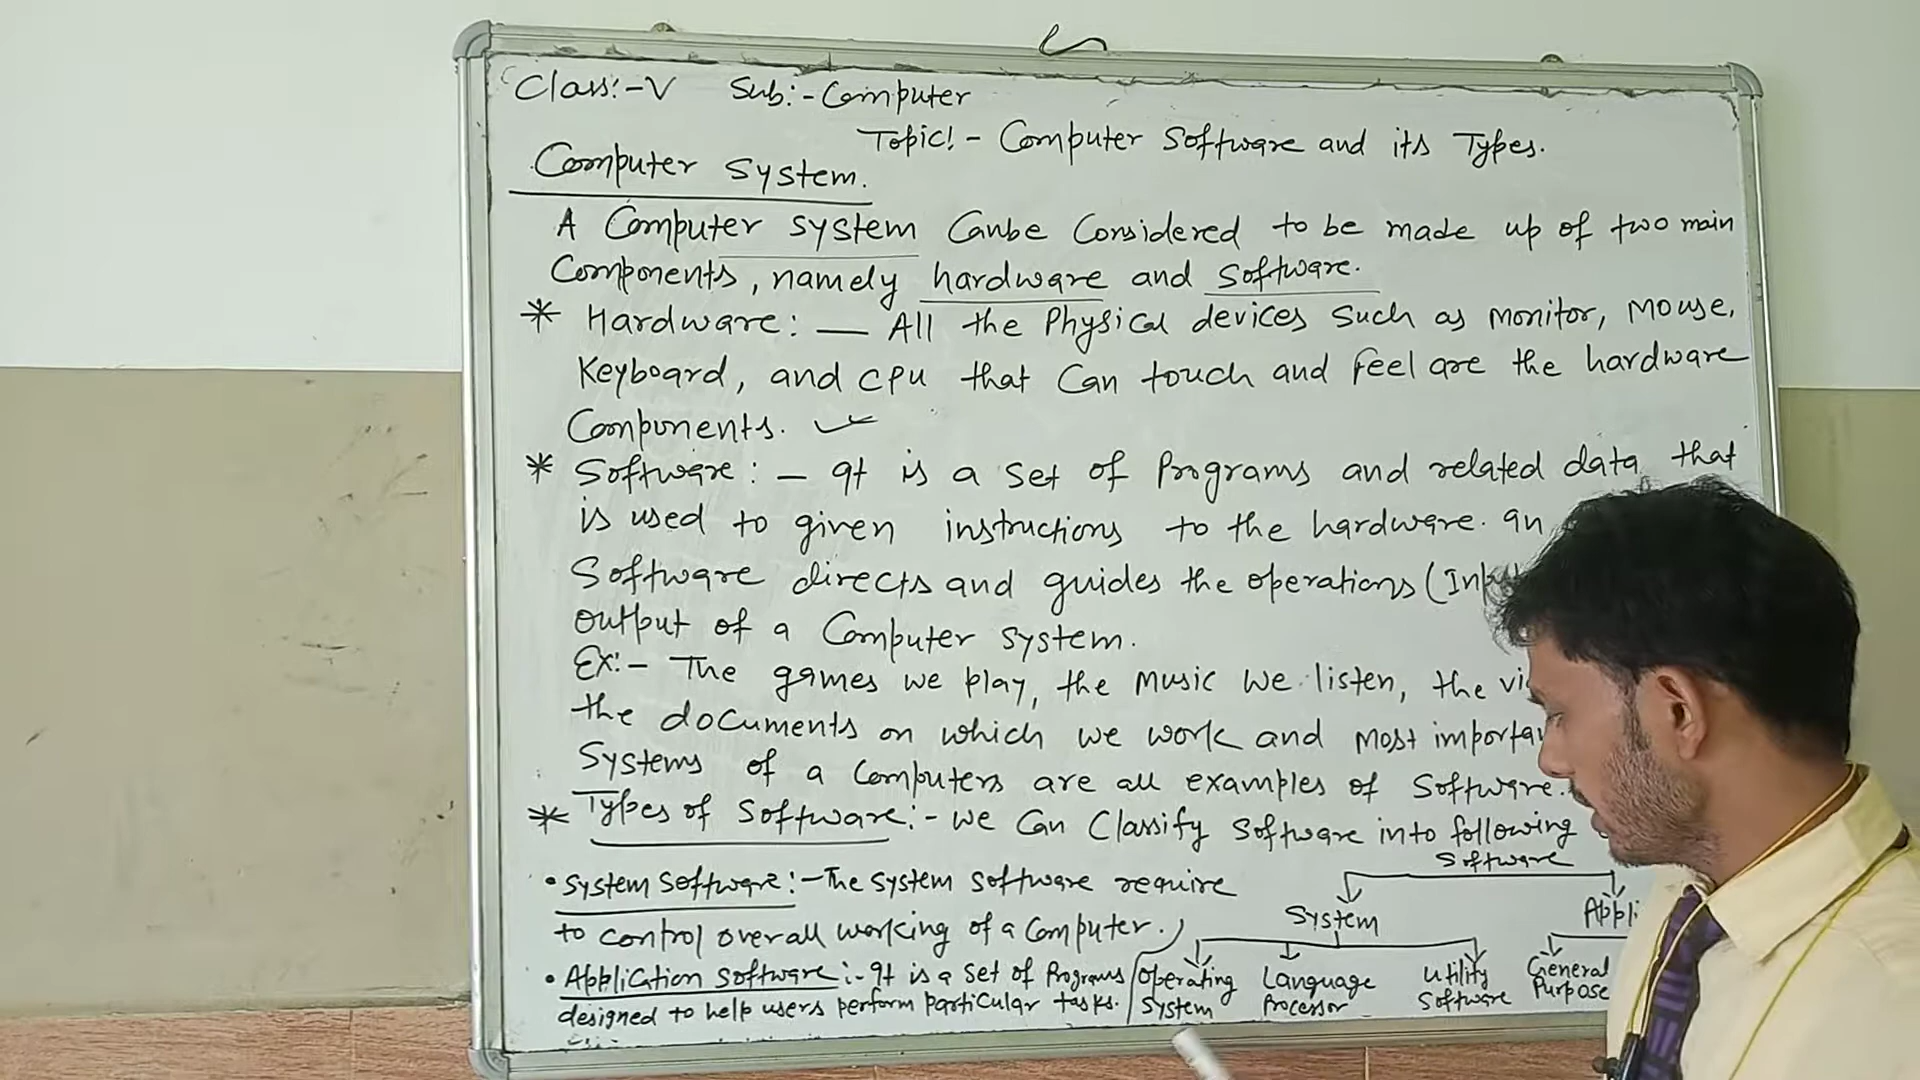 Class:-V Sub:-Computer
Topic:- Computer Software and its Types.
Computer System.
A Computer system Canbe Considered to be made up of two main
Components, namely hardware and Software.
* Hardware: — All the Physical devices Such as Monitor, Mouse,
Keyboard, and CPU that Can touch and Feel are the hardware
Components.
* Software: — It is a Set of Programs and related data that
is used to given instructions to the hardware. In
Software directs and guides the operations (Input
output of a Computer System.
Ex:- The games we play, the Music we listen, the
the documents on which we work and most
Systems of a Computers are all examples of Software.
* Types of Software:- we Can Classify Software into following
Software
• System Software:- The System Software require
to control overall working of a Computer.
• Application Software:- It is a Set of Programs
designed to help users perform particular tasks.
System
Operating System
Language Processor
Utility Software
General Purpose